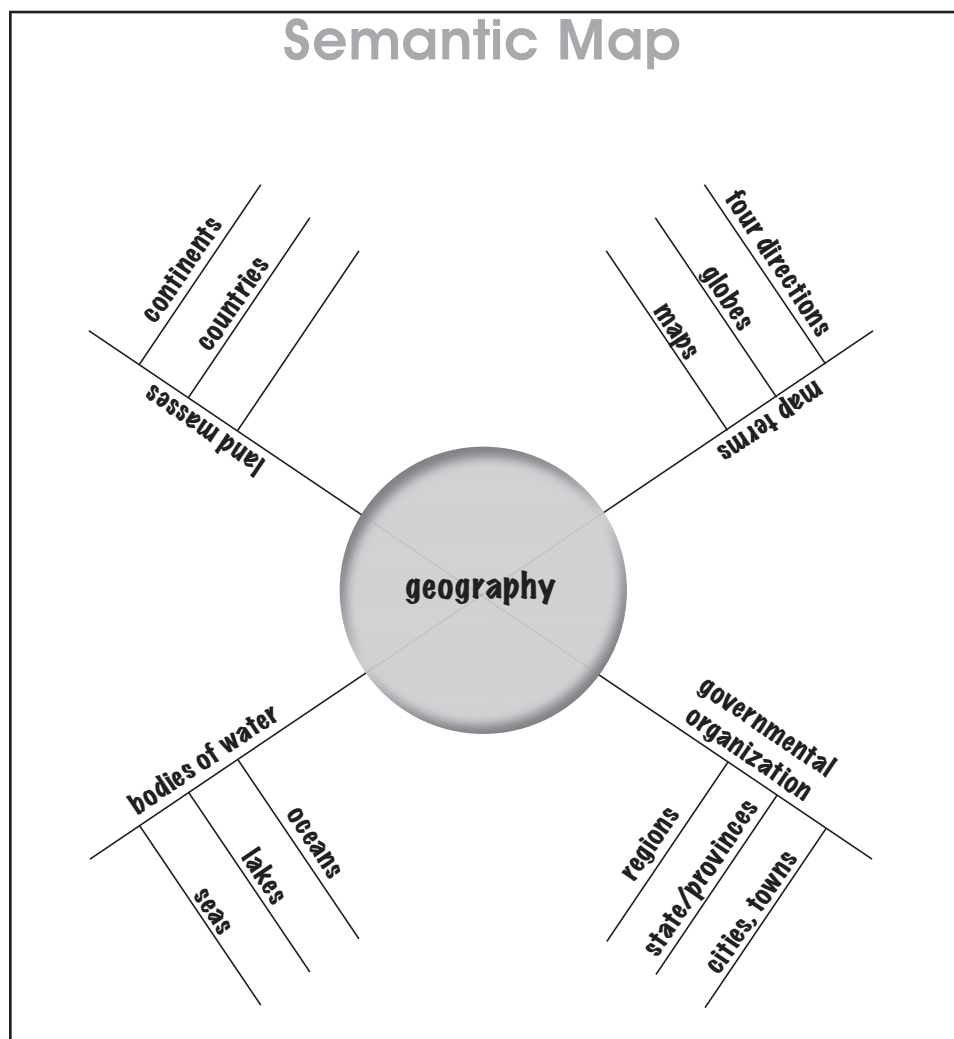 Semantic Map
continents
countries
land masses
four directions
globes
maps
map terms
geography
bodies of water
oceans
lakes
seas
governmental
organization
regions
state/provinces
cities, towns